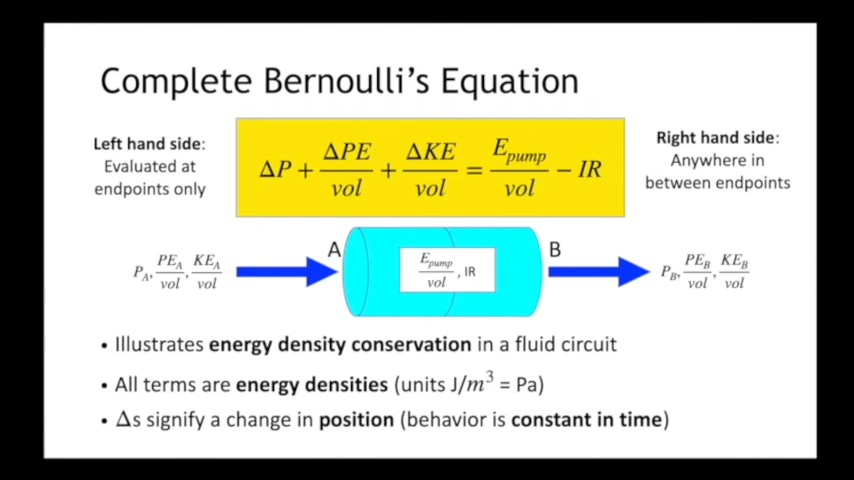 Complete Bernoulli's Equation
Left hand side:
Evaluated at
endpoints only
ΔP + ΔPE/vol + ΔKE/vol = E_pump/vol − IR
Right hand side:
Anywhere in
between endpoints
P_A, PE_A/vol, KE_A/vol
A
E_pump/vol, IR
B
P_B, PE_B/vol, KE_B/vol
• Illustrates energy density conservation in a fluid circuit
• All terms are energy densities (units J/m³ = Pa)
• Δs signify a change in position (behavior is constant in time)